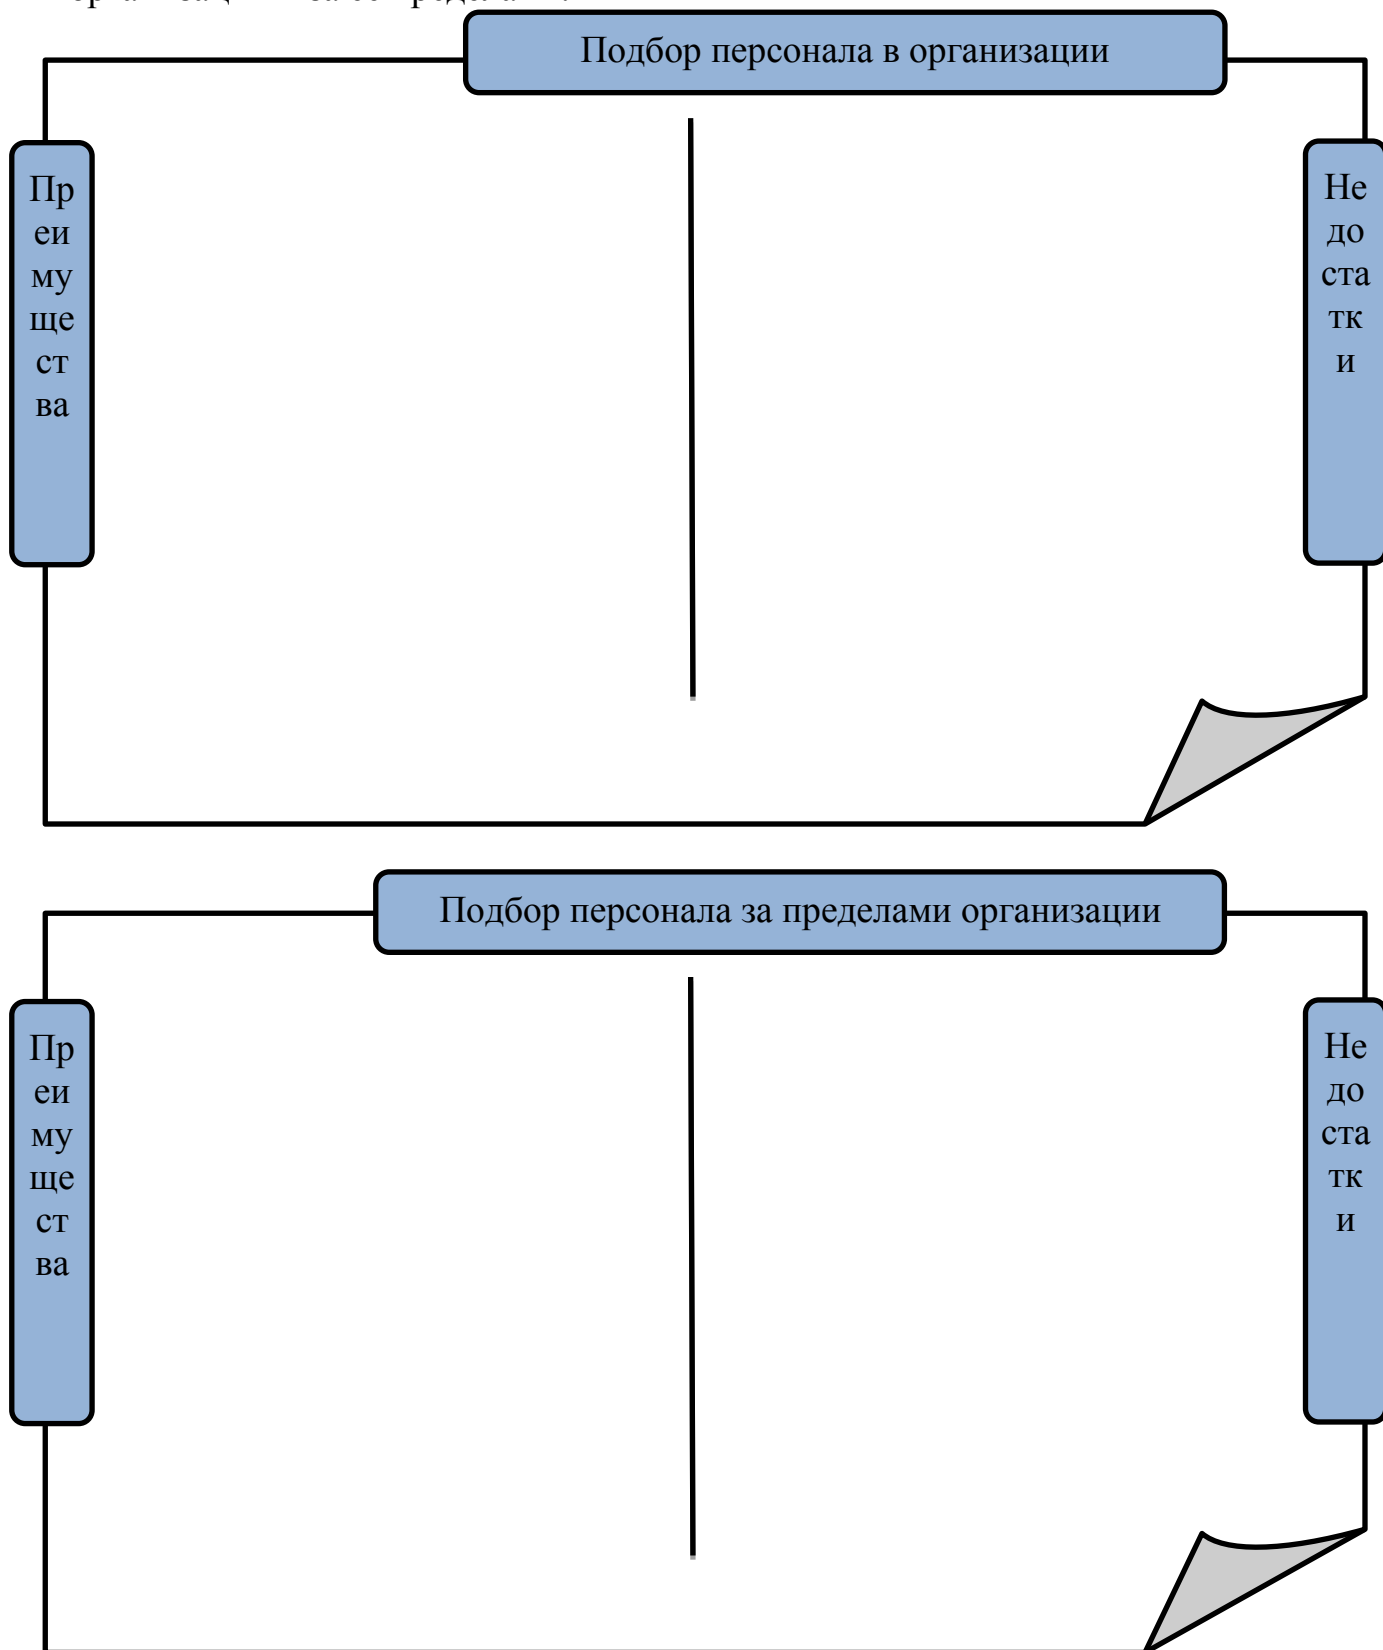 Подбор персонала в организации
Пр
еи
му
ще
ст
ва
Не
до
ста
тк
и
Подбор персонала за пределами организации
Пр
еи
му
ще
ст
ва
Не
до
ста
тк
и